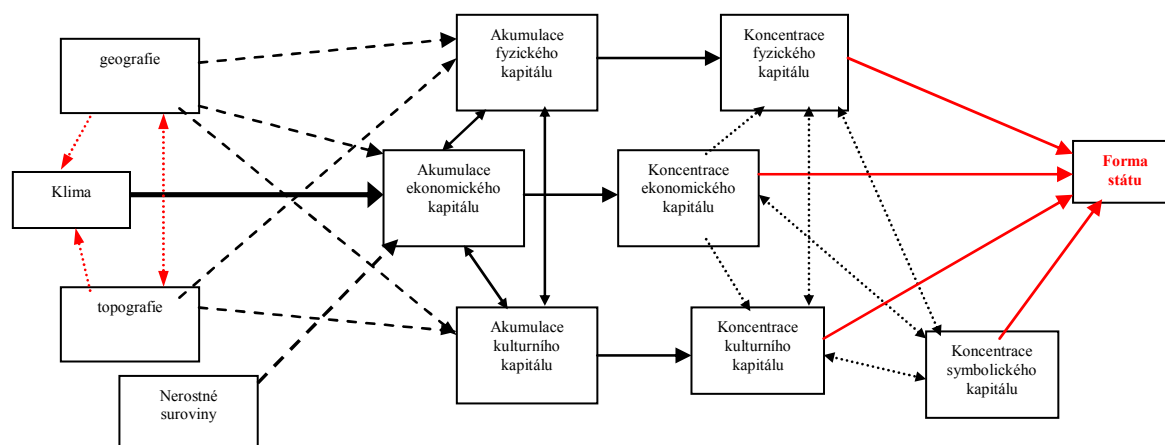 geografie
Klima
topografie
Nerostné
suroviny
Akumulace
fyzického
kapitálu
Akumulace
ekonomického
kapitálu
Akumulace
kulturního
kapitálu
Koncentrace
fyzického
kapitálu
Koncentrace
ekonomického
kapitálu
Koncentrace
kulturního
kapitálu
Koncentrace
symbolického
kapitálu
Forma
státu